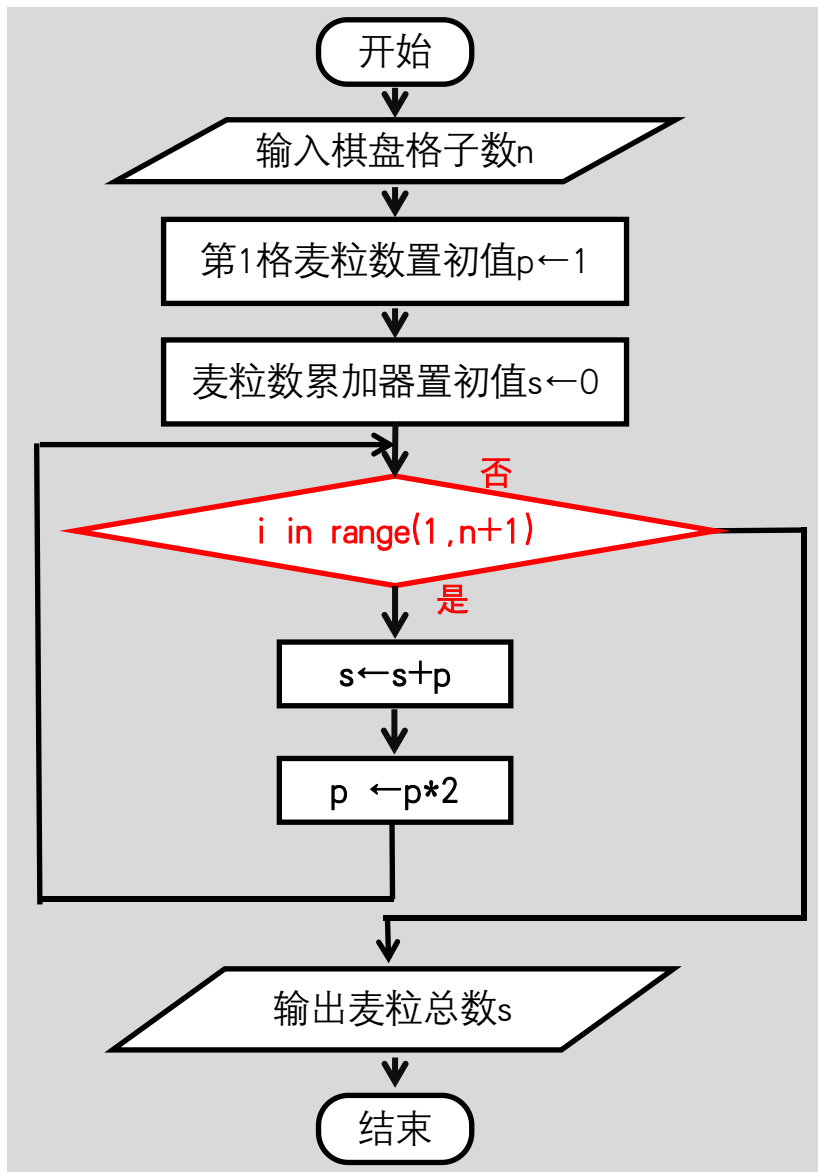 开始
输入棋盘格子数n
第1格麦粒数置初值p←1
麦粒数累加器置初值s←0
否
i in range(1,n+1)
是
s←s+p
p ←p*2
输出麦粒总数s
结束